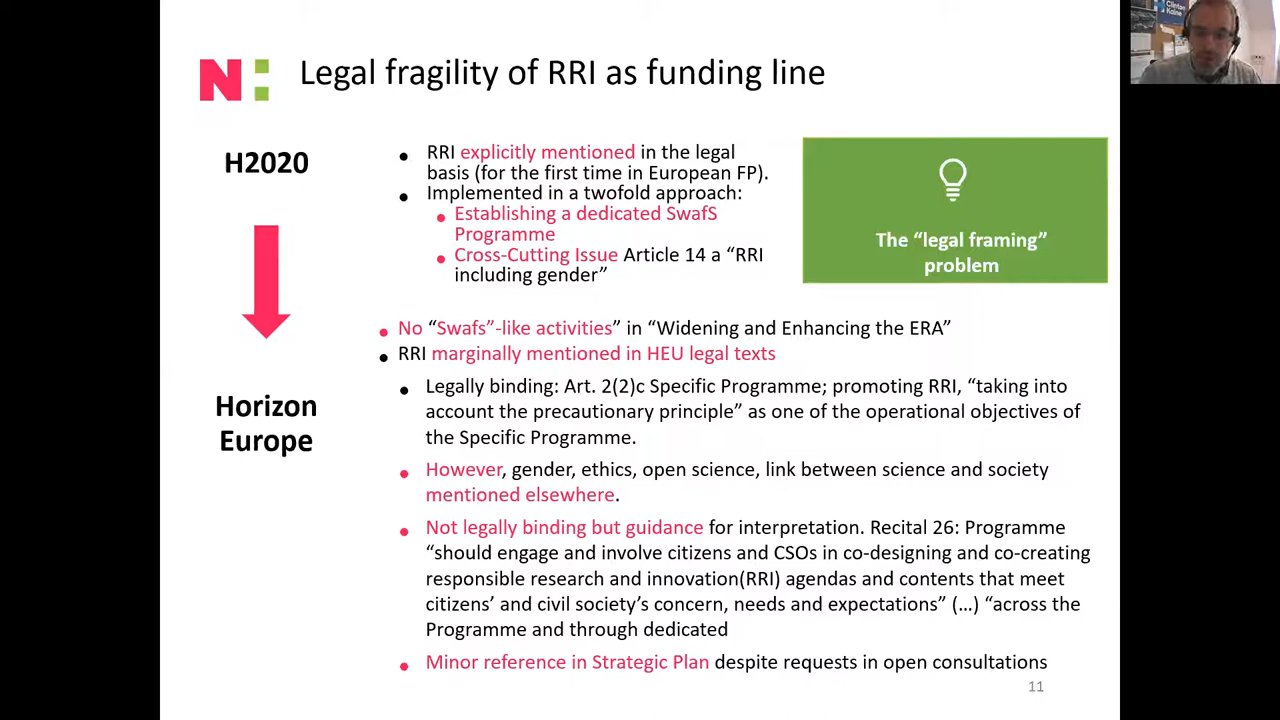 Clinton
Kaine
N:
Legal fragility of RRI as funding line
H2020
• RRI explicitly mentioned in the legal
basis (for the first time in European FP).
• Implemented in a twofold approach:
• Establishing a dedicated SwafS
Programme
• Cross-Cutting Issue Article 14 a “RRI
including gender”
The “legal framing”
problem
• No “Swafs”-like activities” in “Widening and Enhancing the ERA”
• RRI marginally mentioned in HEU legal texts
Horizon
Europe
• Legally binding: Art. 2(2)c Specific Programme; promoting RRI, “taking into
account the precautionary principle” as one of the operational objectives of
the Specific Programme.
• However, gender, ethics, open science, link between science and society
mentioned elsewhere.
• Not legally binding but guidance for interpretation. Recital 26: Programme
“should engage and involve citizens and CSOs in co-designing and co-creating
responsible research and innovation(RRI) agendas and contents that meet
citizens’ and civil society’s concern, needs and expectations” (…) “across the
Programme and through dedicated
• Minor reference in Strategic Plan despite requests in open consultations
11